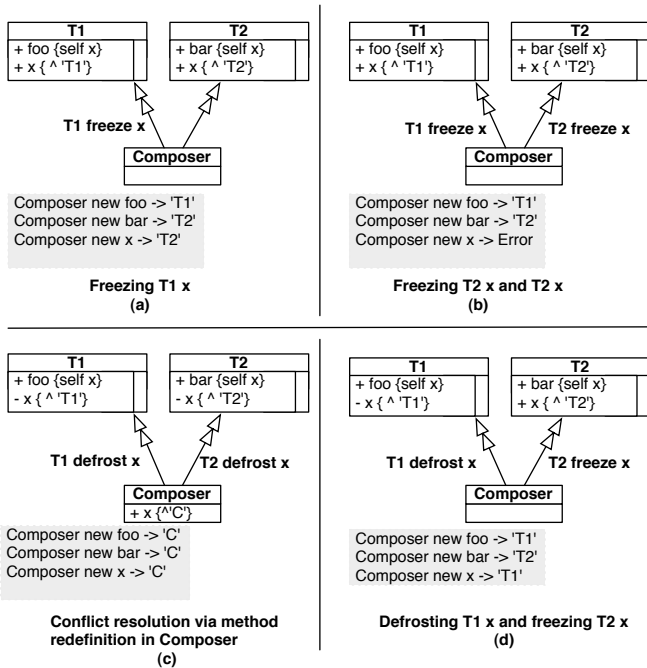 T1
+ foo {self x}
+ x { ^ 'T1'}
T2
+ bar {self x}
+ x { ^ 'T2'}
T1 freeze x
Composer
Composer new foo -> 'T1'
Composer new bar -> 'T2'
Composer new x -> 'T2'
Freezing T1 x
(a)
T1
+ foo {self x}
+ x { ^ 'T1'}
T2
+ bar {self x}
+ x { ^ 'T2'}
T1 freeze x
T2 freeze x
Composer
Composer new foo -> 'T1'
Composer new bar -> 'T2'
Composer new x -> Error
Freezing T2 x and T2 x
(b)
T1
+ foo {self x}
- x { ^ 'T1'}
T2
+ bar {self x}
- x { ^ 'T2'}
T1 defrost x
T2 defrost x
Composer
+ x {^'C'}
Composer new foo -> 'C'
Composer new bar -> 'C'
Composer new x -> 'C'
Conflict resolution via method
redefinition in Composer
(c)
T1
+ foo {self x}
- x { ^ 'T1'}
T2
+ bar {self x}
+ x { ^ 'T2'}
T1 defrost x
T2 freeze x
Composer
Composer new foo -> 'T1'
Composer new bar -> 'T2'
Composer new x -> 'T1'
Defrosting T1 x and freezing T2 x
(d)